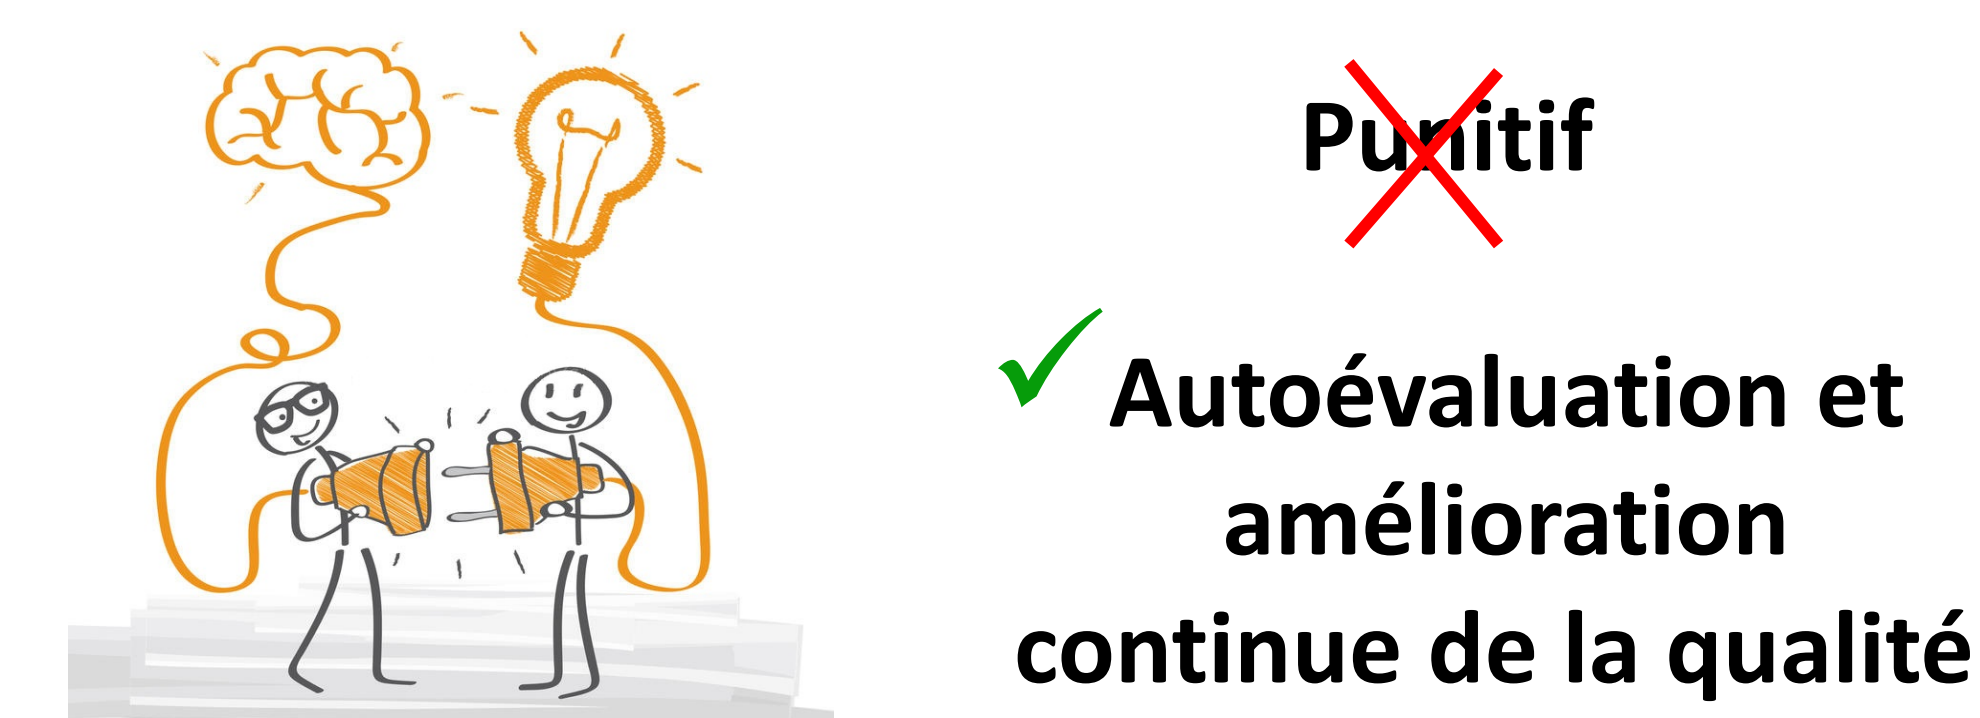 Punitif
Autoévaluation et
amélioration
continue de la qualité